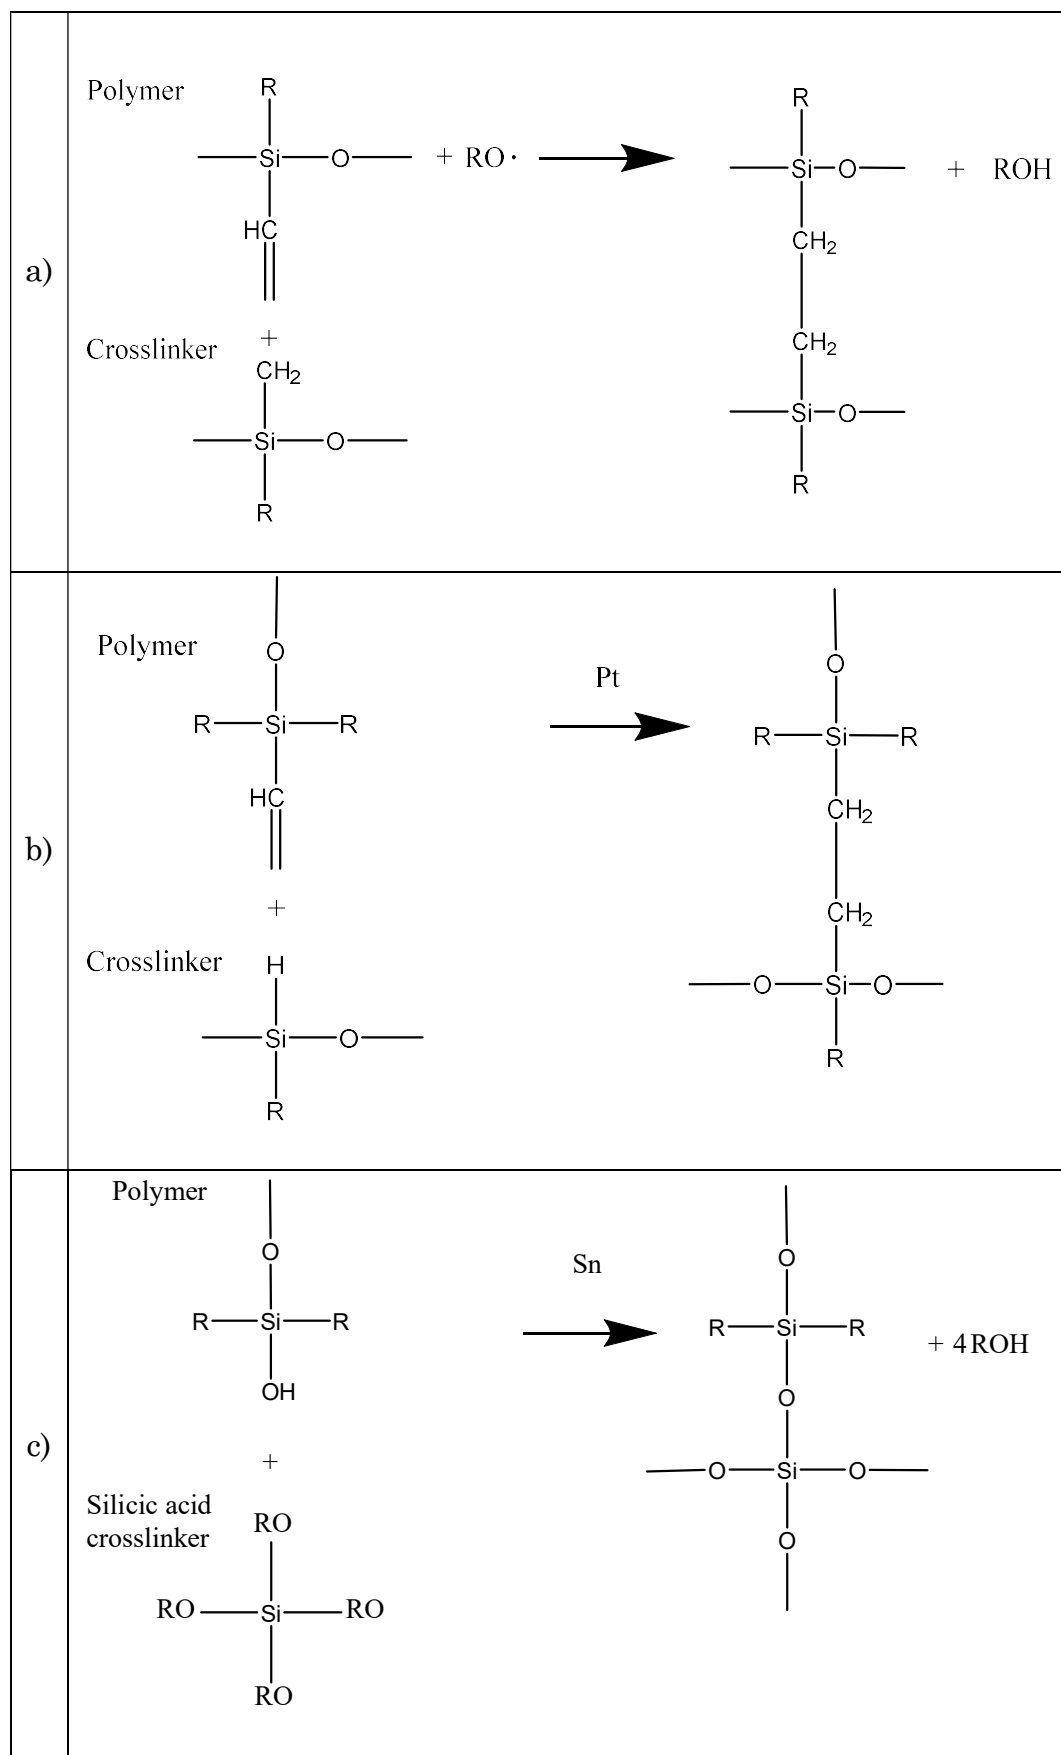 a)
Polymer
R
Si
O
+ RO·
HC
+
Crosslinker
CH2
Si
O
R
R
Si
O
+ ROH
CH2
CH2
Si
O
R
b)
Polymer
O
R
Si
R
HC
+
Crosslinker
H
Si
O
R
Pt
O
R
Si
R
CH2
CH2
O
Si
O
R
c)
Polymer
O
R
Si
R
OH
+
Silicic acid
crosslinker
RO
RO
Si
RO
RO
Sn
O
R
Si
R
+ 4ROH
O
O
Si
O
O